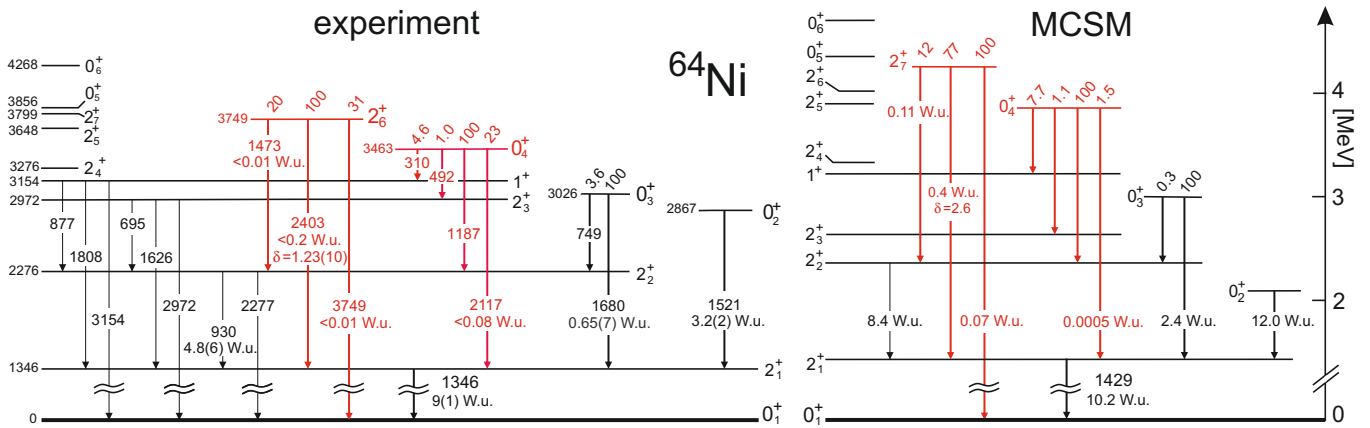 experiment
64Ni
4268 0⁺₆
3856 0⁺₅
3799 2⁺₇
3648 2⁺₅
3276 2⁺₄
3154 1⁺
2972 2⁺₃
2276 2⁺₂
1346 2⁺₁
0 0⁺₁
877
1808
3154
695
1626
2972
930
4.8(6) W.u.
2277
20 100 31
3749 2⁺₆
1473
<0.01 W.u.
2403
<0.2 W.u.
δ=1.23(10)
3749
<0.01 W.u.
4.6 1.0 100 23
3463 0⁺₄
310
492
1187
2117
<0.08 W.u.
1346
9(1) W.u.
3.6 100
3026 0⁺₃
749
1680
0.65(7) W.u.
2867 0⁺₂
1521
3.2(2) W.u.
MCSM
0⁺₆
0⁺₅
2⁺₆
2⁺₅
2⁺₄
1⁺
2⁺₃
2⁺₂
2⁺₁
0⁺₁
12 77 100
2⁺₇
0.11 W.u.
0.4 W.u.
δ=2.6
0.07 W.u.
7.7 1.1 100 1.5
0⁺₄
0.0005 W.u.
8.4 W.u.
0.3 100
0⁺₃
2.4 W.u.
0⁺₂
12.0 W.u.
1429
10.2 W.u.
4
[MeV]
3
2
0